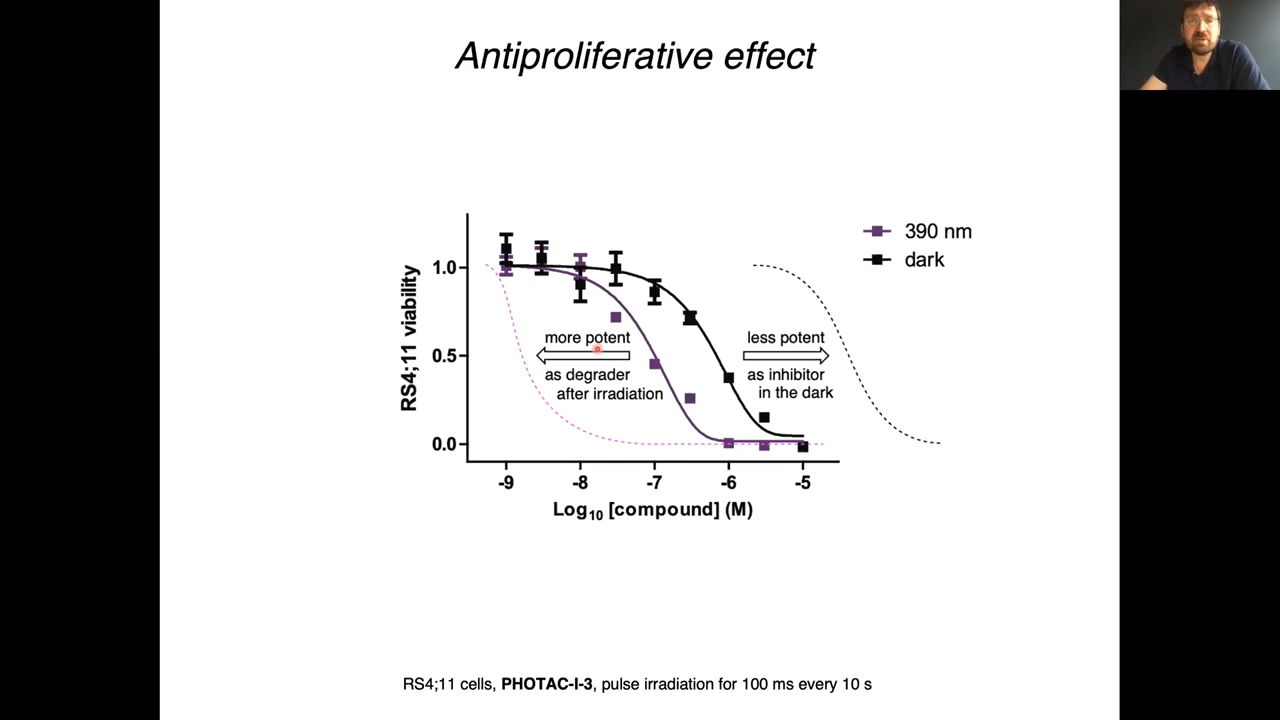 Antiproliferative effect
390 nm
dark
RS4;11 viability
1.0
0.5
0.0
more potent
as degrader
after irradiation
less potent
as inhibitor
in the dark
-9 -8 -7 -6 -5
Log10 [compound] (M)
RS4;11 cells, PHOTAC-I-3, pulse irradiation for 100 ms every 10 s